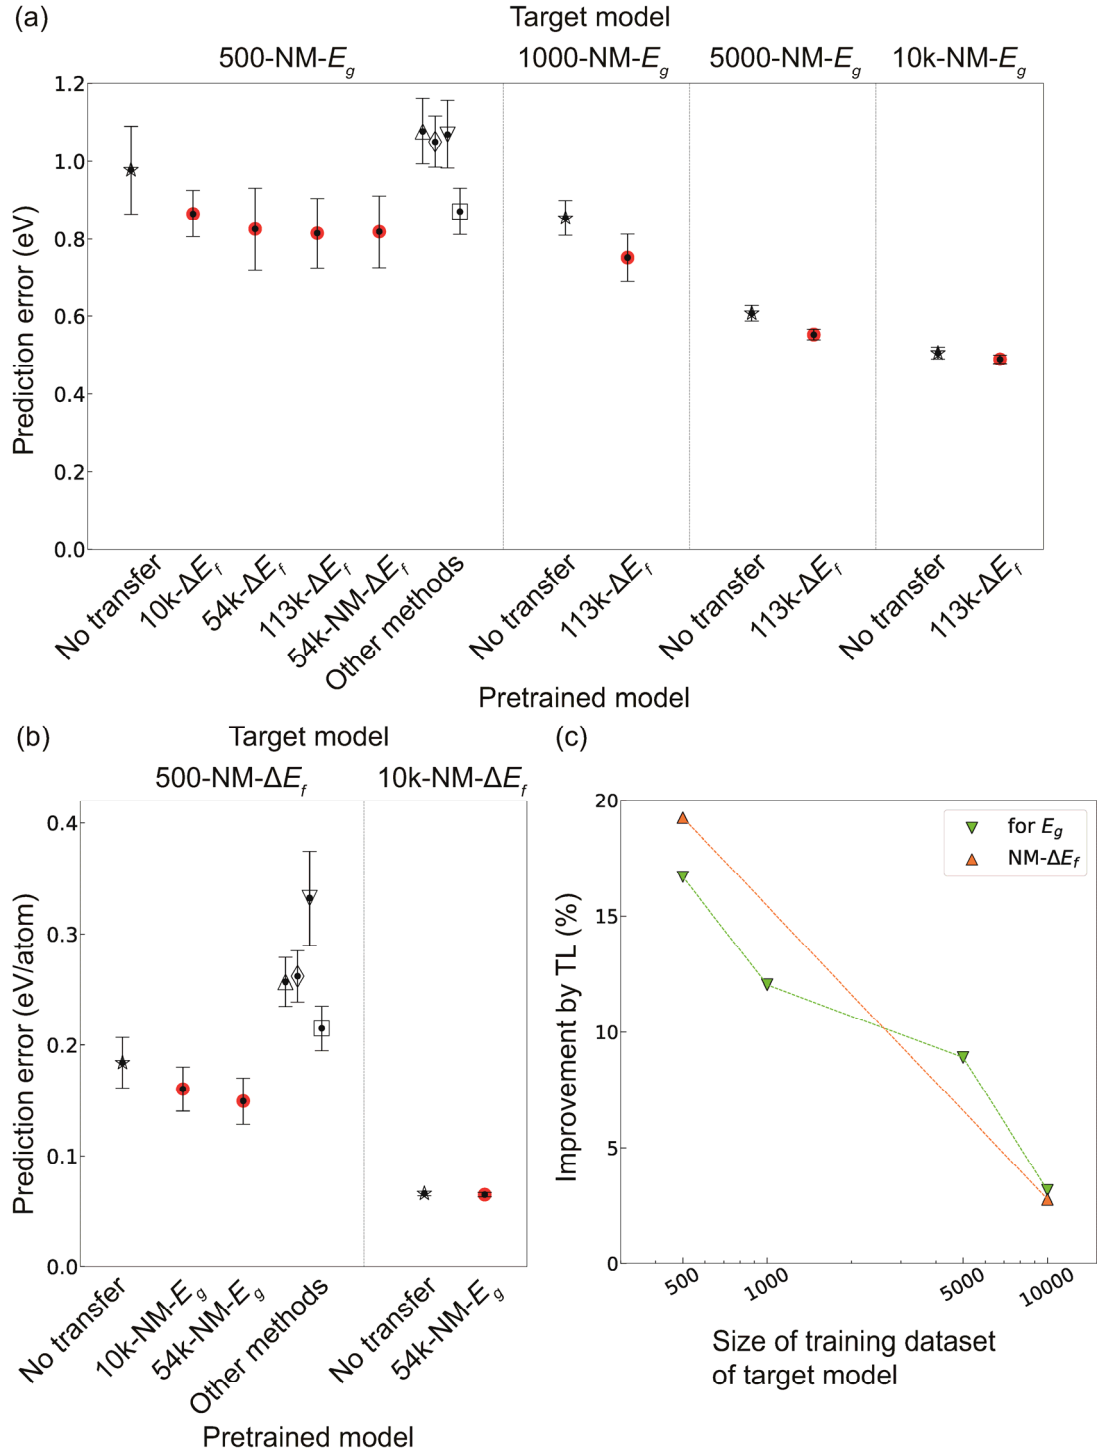 (a)
Target model
500-NM-E_g 1000-NM-E_g 5000-NM-E_g 10k-NM-E_g
1.2
1.0
0.8
0.6
0.4
0.2
0.0
Prediction error (eV)
No transfer
10k-ΔE_f
54k-ΔE_f
113k-ΔE_f
54k-NM-ΔE_f
Other methods
No transfer
113k-ΔE_f
No transfer
113k-ΔE_f
No transfer
113k-ΔE_f
Pretrained model
(b)
Target model
500-NM-ΔE_f 10k-NM-ΔE_f
0.4
0.3
0.2
0.1
0.0
Prediction error (eV/atom)
No transfer
10k-NM-E_g
54k-NM-E_g
Other methods
No transfer
54k-NM-E_g
Pretrained model
(c)
20
15
10
5
0
Improvement by TL (%)
for E_g
NM-ΔE_f
500
1000
5000
10000
Size of training dataset
of target model